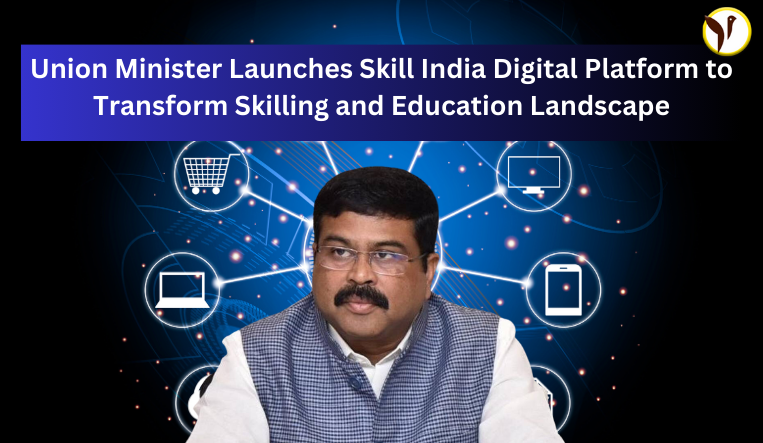 Union Minister Launches Skill India Digital Platform to
Transform Skilling and Education Landscape